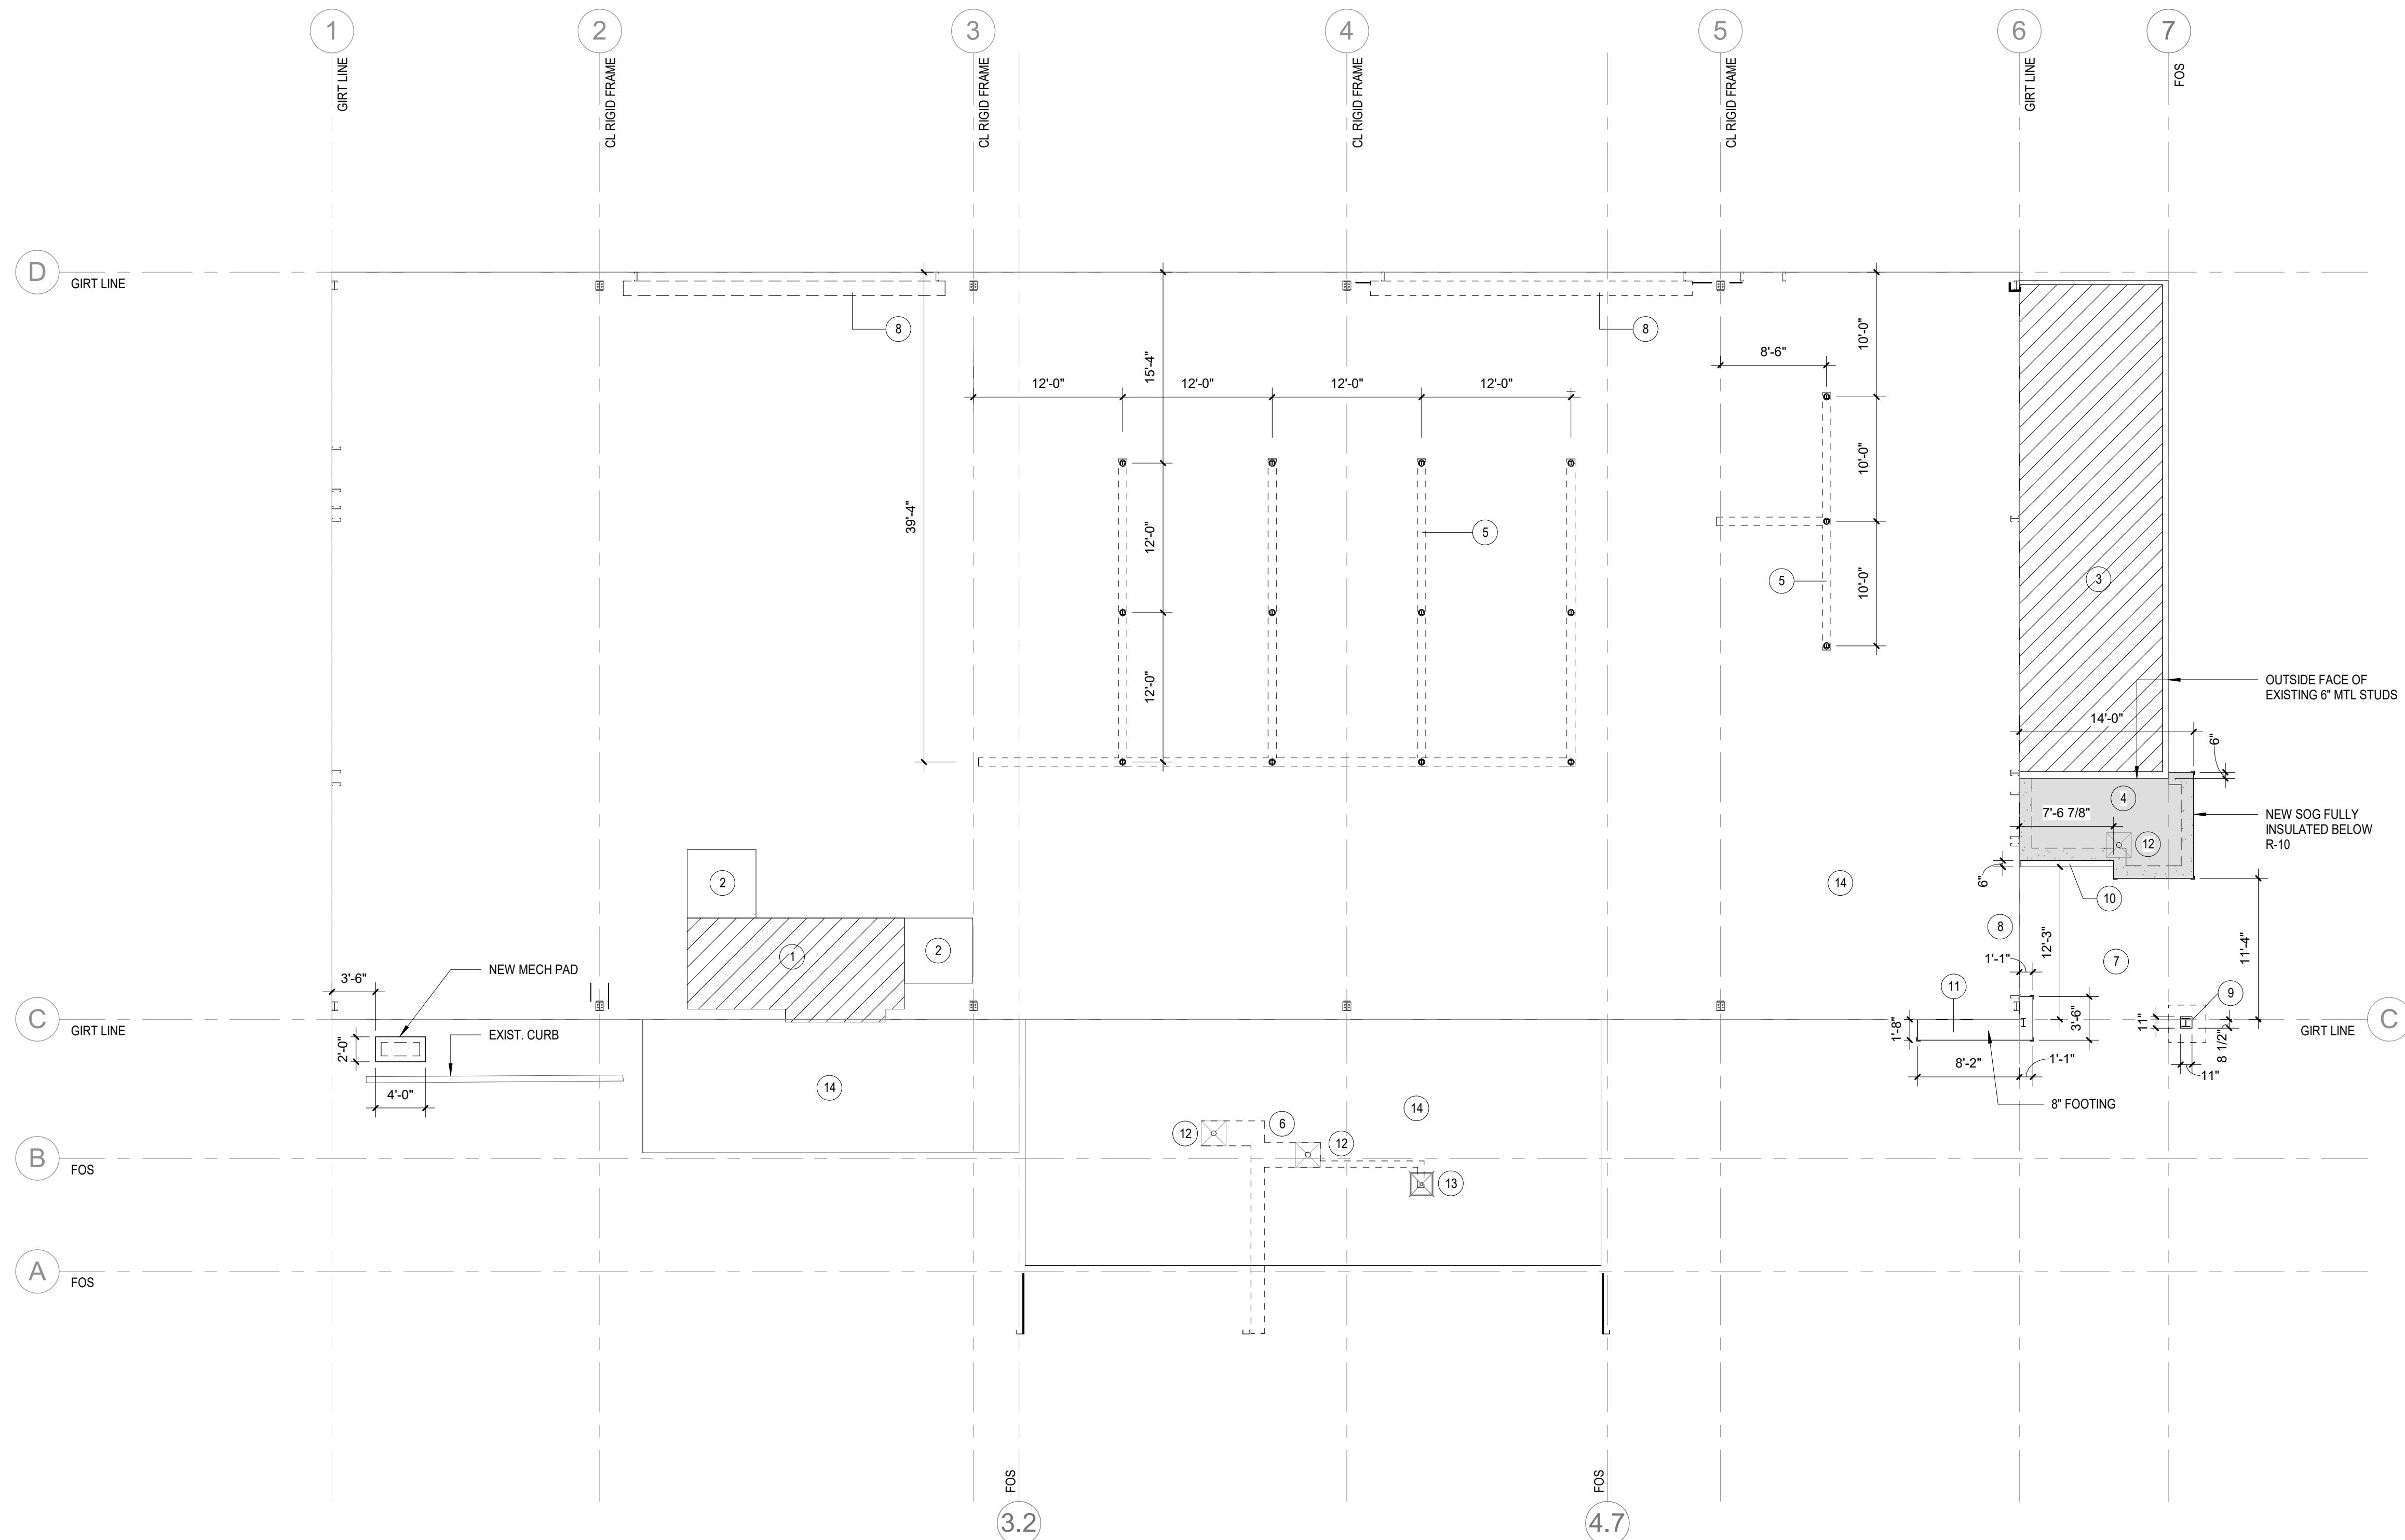 1
2
3
4
5
6
7
GIRT LINE
CL RIGID FRAME
CL RIGID FRAME
CL RIGID FRAME
CL RIGID FRAME
GIRT LINE
FOS
D
GIRT LINE
8
8
15'-4"
12'-0"
12'-0"
12'-0"
12'-0"
8'-6"
10'-0"
10'-0"
10'-0"
39'-4"
12'-0"
12'-0"
5
5
3
OUTSIDE FACE OF
EXISTING 6" MTL STUDS
14'-0"
6"
4
7'-6 7/8"
NEW SOG FULLY
INSULATED BELOW
R-10
12
6"
10
2
14
8
12'-3"
11'-4"
2
1
7
1'-1"
NEW MECH PAD
3'-6"
11
9
C
GIRT LINE
EXIST. CURB
2'-0"
4'-0"
1'-8"
3'-6"
11"
8 1/2"
11"
GIRT LINE
C
8'-2"
1'-1"
8" FOOTING
14
14
12
6
12
13
B
FOS
A
FOS
FOS
FOS
3.2
4.7